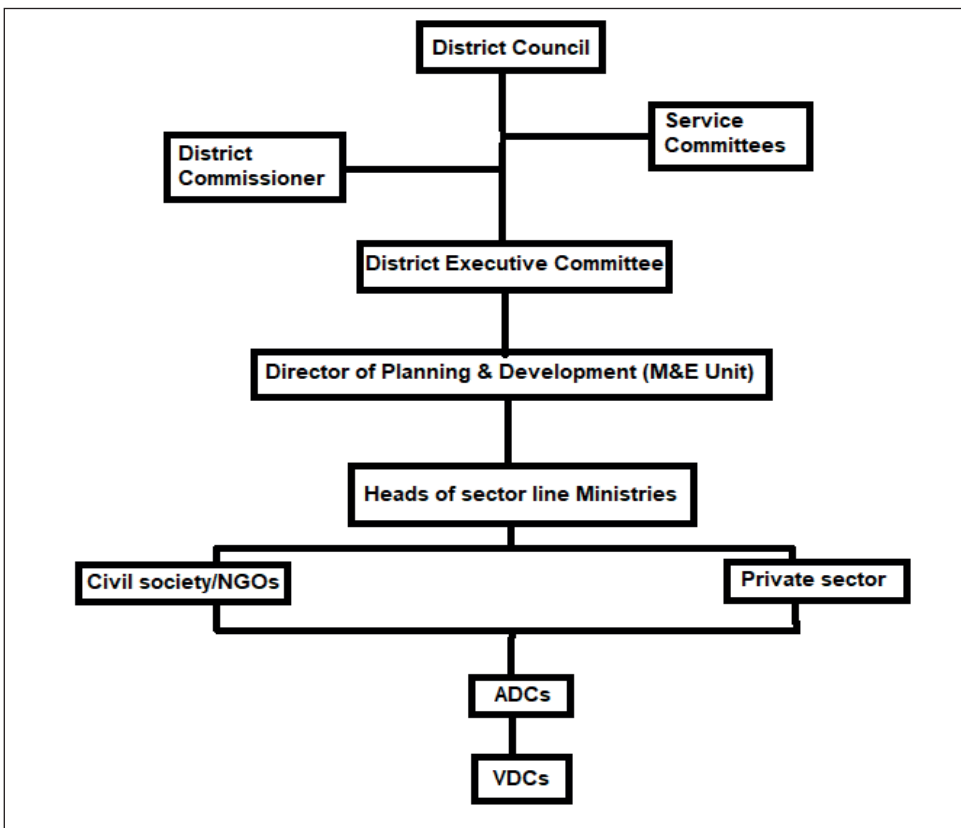 District Council
Service
Committees
District
Commissioner
District Executive Committee
Director of Planning & Development (M&E Unit)
Heads of sector line Ministries
Civil society/NGOs
Private sector
ADCs
VDCs